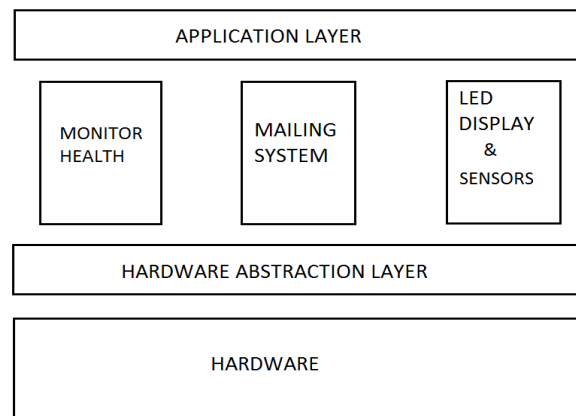 APPLICATION LAYER
MONITOR
HEALTH
MAILING
SYSTEM
LED
DISPLAY
&
SENSORS
HARDWARE ABSTRACTION LAYER
HARDWARE